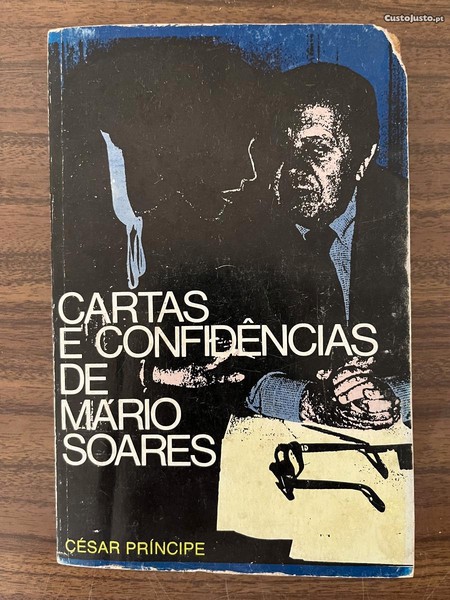 CustoJusto.pt
CARTAS
E CONFIDÊNCIAS
DE
MÁRIO
SOARES
CÉSAR PRÍNCIPE